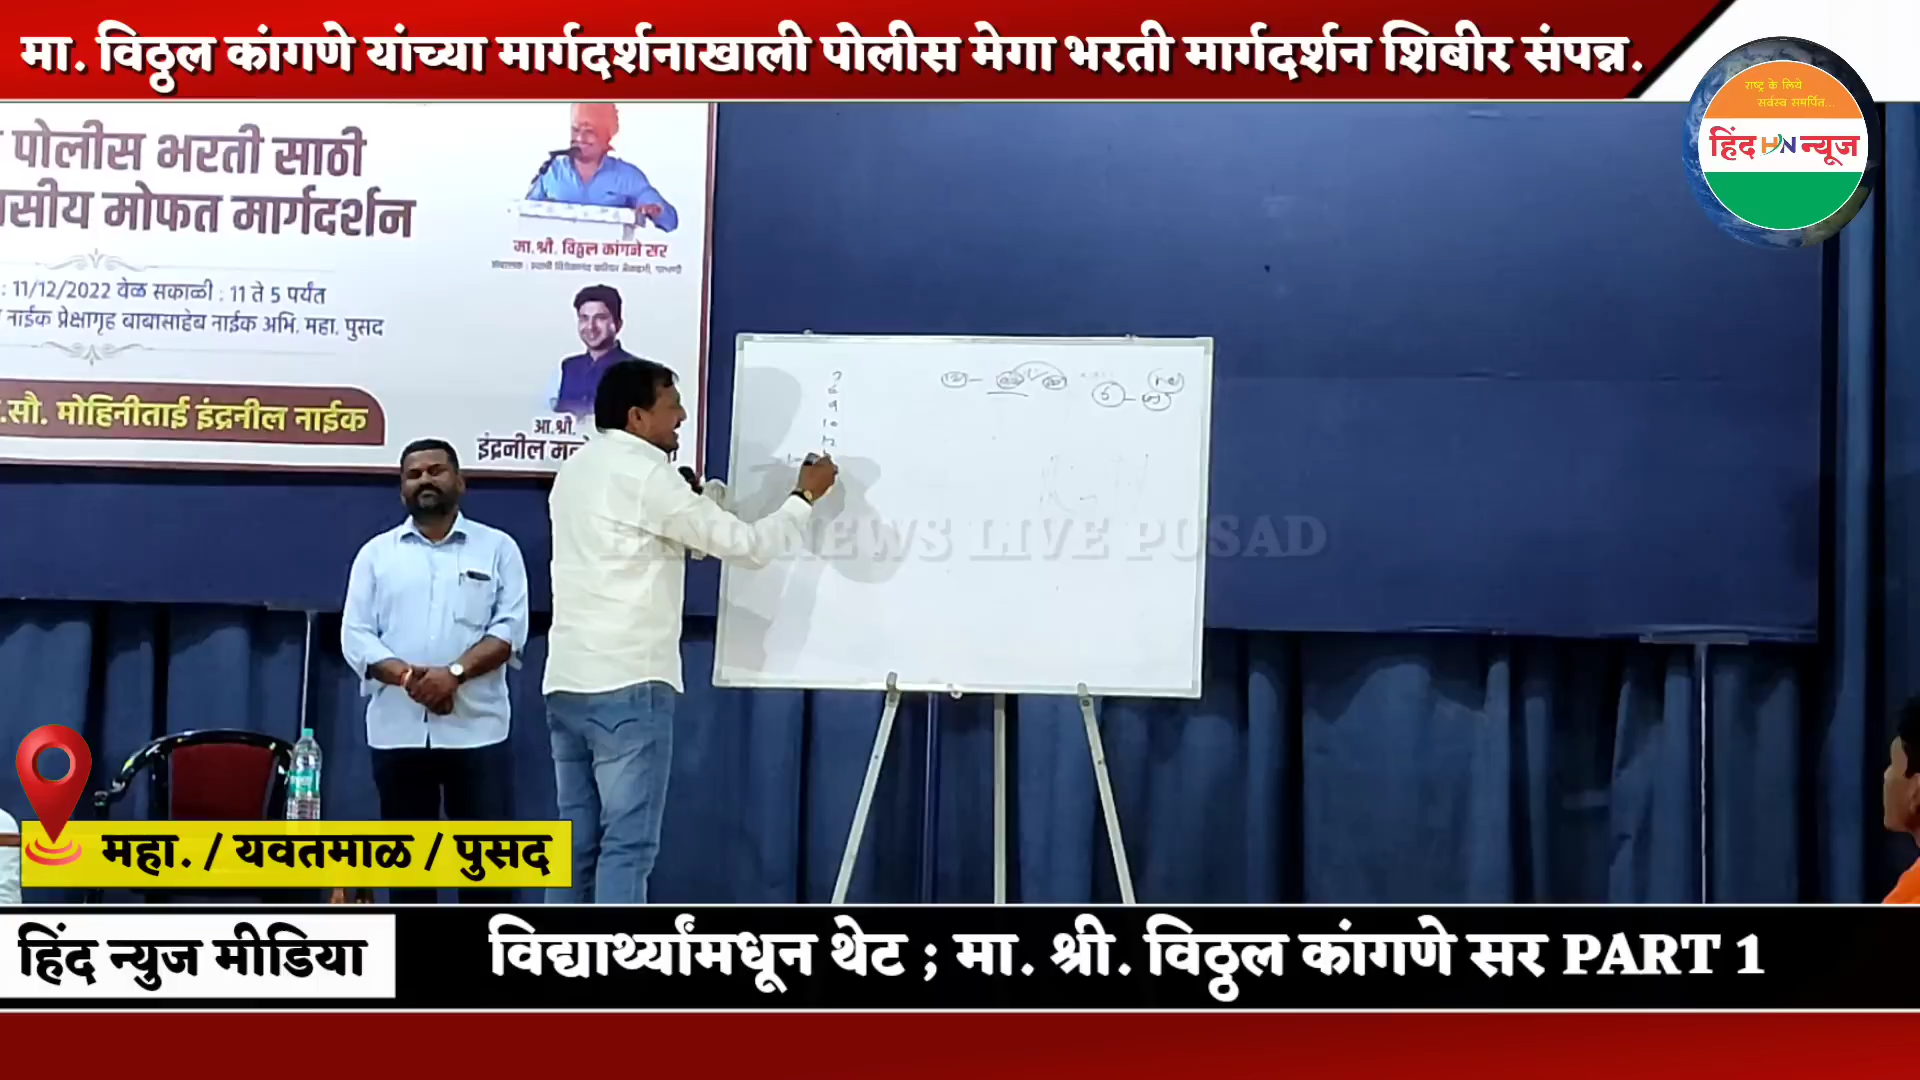 मा. विठ्ठल कांगणे यांच्या मार्गदर्शनाखाली पोलीस मेगा भरती मार्गदर्शन शिबीर संपन्न.
राष्ट्र के लिये
सर्वस्व समर्पित...
हिंद HN न्यूज
पोलीस भरती साठी
मोफत मार्गदर्शन
मा. श्री. विठ्ठल कांगने सर
: 11/12/2022 वेळ सकाळी : 11 ते 5 पर्यंत
नाईक प्रेक्षागृह बाबासाहेब नाईक अभि. महा. पुसद
सौ. मोहिनीताई इंद्रनील नाईक
आ.श्री.
इंद्रनील
HIND NEWS LIVE PUSAD
महा. / यवतमाळ / पुसद
हिंद न्युज मीडिया
विद्यार्थ्यांमधून थेट ; मा. श्री. विठ्ठल कांगणे सर PART 1